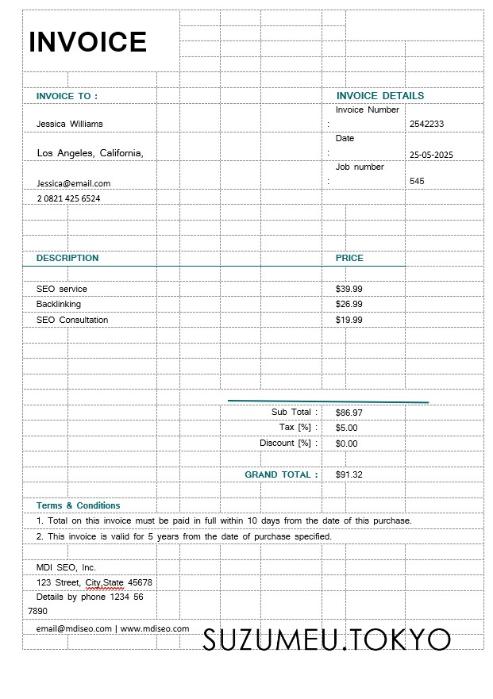 INVOICE
INVOICE TO :
INVOICE DETAILS
Invoice Number
Jessica Williams : 2542233
Date
Los Angeles, California, : 25-05-2025
Job number
Jessica@email.com : 545
2 0821 425 6524
DESCRIPTION PRICE
SEO service $39.99
Backlinking $26.99
SEO Consultation $19.99
Sub Total : $86.97
Tax [%] : $5.00
Discount [%] : $0.00
GRAND TOTAL : $91.32
Terms & Conditions
1. Total on this invoice must be paid in full within 10 days from the date of this purchase.
2. This invoice is valid for 5 years from the date of purchase specified.
MDI SEO, Inc.
123 Street, City,State 45678
Details by phone 1234 56
7890
email@mdiseo.com | www.mdiseo.com
SUZUMEU.TOKYO